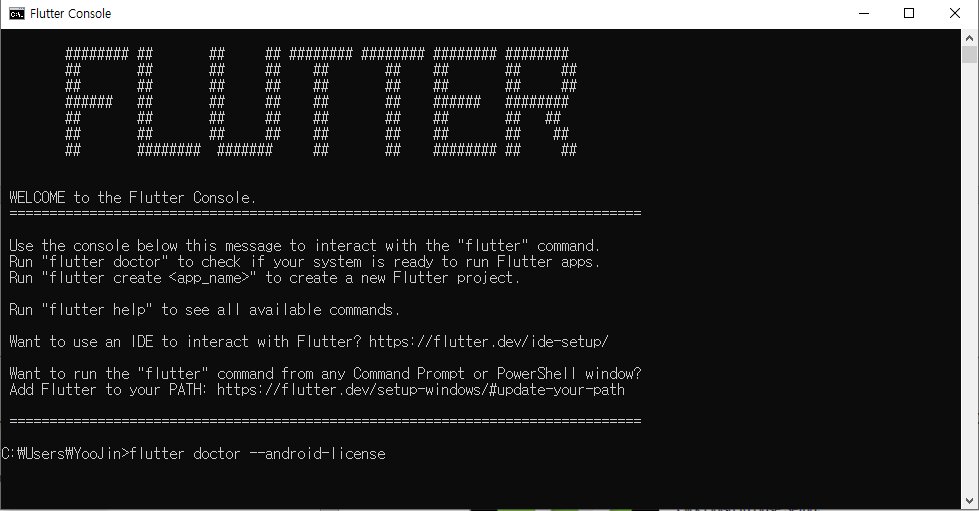 Flutter Console
######## ##       ##     ## ######## ######## ######## ########
##       ##       ##     ##    ##       ##    ##       ##     ##
##       ##       ##     ##    ##       ##    ##       ##     ##
######   ##       ##     ##    ##       ##    ######   ########
##       ##       ##     ##    ##       ##    ##       ##   ##
##       ##       ##     ##    ##       ##    ##       ##    ##
##       ########  #######     ##       ##    ######## ##     ##
WELCOME to the Flutter Console.
===============================================================================
Use the console below this message to interact with the "flutter" command.
Run "flutter doctor" to check if your system is ready to run Flutter apps.
Run "flutter create <app_name>" to create a new Flutter project.
Run "flutter help" to see all available commands.
Want to use an IDE to interact with Flutter? https://flutter.dev/ide-setup/
Want to run the "flutter" command from any Command Prompt or PowerShell window?
Add Flutter to your PATH: https://flutter.dev/setup-windows/#update-your-path
===============================================================================
C:₩Users₩YooJin>flutter doctor --android-license